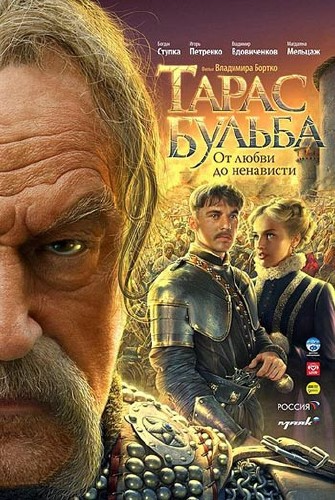 Богдан Ступка
Игорь Петренко
Владимир Вдовиченков
Магдалена Мельцаж
Фильм Владимира Бортко
ТАРАС
БУЛЬБА
От любви
до ненависти
РОССИЯ